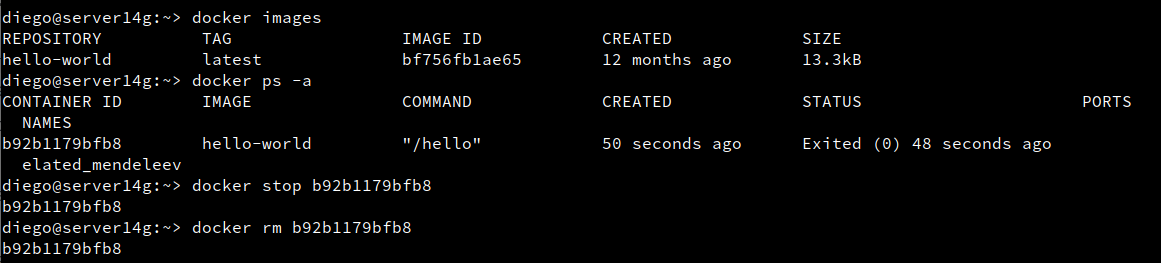 diego@server14g:~> docker images
REPOSITORY TAG IMAGE ID CREATED SIZE
hello-world latest bf756fb1ae65 12 months ago 13.3kB
diego@server14g:~> docker ps -a
CONTAINER ID IMAGE COMMAND CREATED STATUS PORTS
NAMES
b92b1179bfb8 hello-world "/hello" 50 seconds ago Exited (0) 48 seconds ago
elated_mendeleev
diego@server14g:~> docker stop b92b1179bfb8
b92b1179bfb8
diego@server14g:~> docker rm b92b1179bfb8
b92b1179bfb8